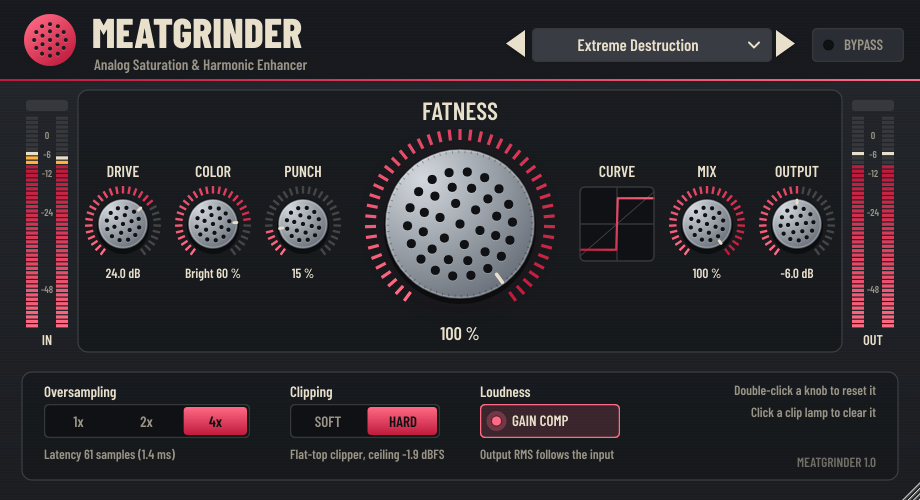 MEATGRINDER
Analog Saturation & Harmonic Enhancer
Extreme Destruction
BYPASS
0
-6
-12
-24
-48
IN
FATNESS
100 %
DRIVE
24.0 dB
COLOR
Bright 60 %
PUNCH
15 %
CURVE
MIX
100 %
OUTPUT
-6.0 dB
0
-6
-12
-24
-48
OUT
Oversampling
1x 2x 4x
Latency 61 samples (1.4 ms)
Clipping
SOFT HARD
Flat-top clipper, ceiling -1.9 dBFS
Loudness
GAIN COMP
Output RMS follows the input
Double-click a knob to reset it
Click a clip lamp to clear it
MEATGRINDER 1.0